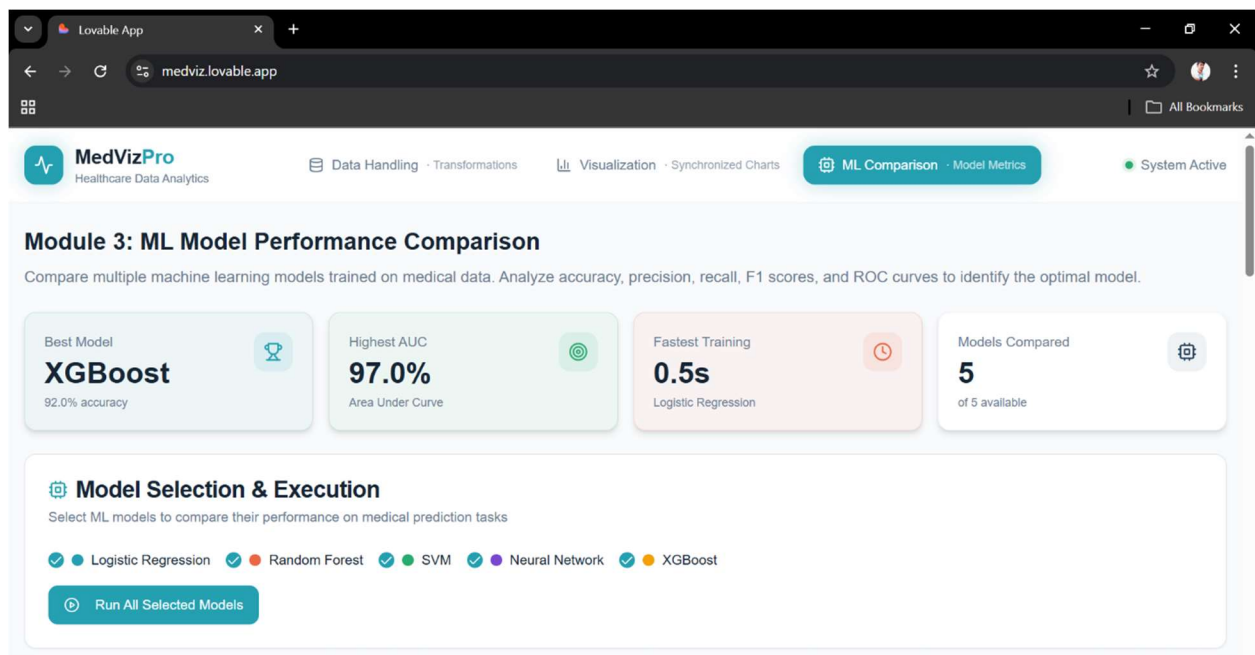 Lovable App
medviz.lovable.app
All Bookmarks
MedVizPro
Healthcare Data Analytics
Data Handling · Transformations
Visualization · Synchronized Charts
ML Comparison · Model Metrics
System Active
Module 3: ML Model Performance Comparison
Compare multiple machine learning models trained on medical data. Analyze accuracy, precision, recall, F1 scores, and ROC curves to identify the optimal model.
Best Model
XGBoost
92.0% accuracy
Highest AUC
97.0%
Area Under Curve
Fastest Training
0.5s
Logistic Regression
Models Compared
5
of 5 available
Model Selection & Execution
Select ML models to compare their performance on medical prediction tasks
Logistic Regression Random Forest SVM Neural Network XGBoost
Run All Selected Models